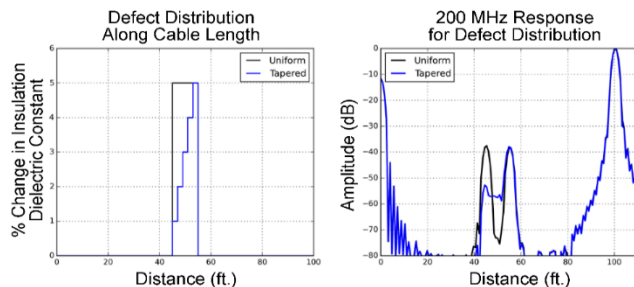 Defect Distribution
Along Cable Length
% Change in Insulation
Dielectric Constant
6
5
4
3
2
1
0
0 20 40 60 80 100
Uniform
Tapered
Distance (ft.)
200 MHz Response
for Defect Distribution
Amplitude (dB)
0
−10
−20
−30
−40
−50
−60
−70
−80
0 20 40 60 80 100
Uniform
Tapered
Distance (ft.)